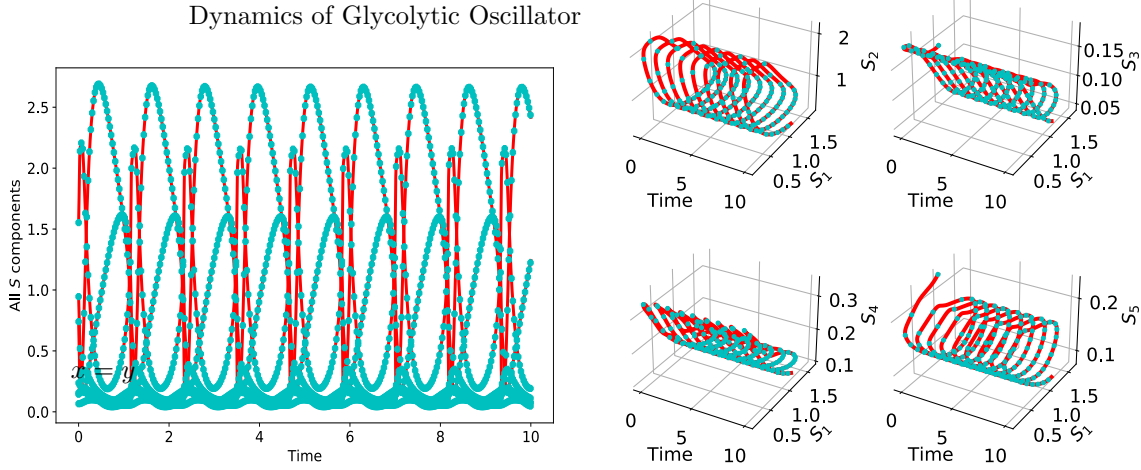 Dynamics of Glycolytic Oscillator
All S components
2.5
2.0
1.5
1.0
0.5
0.0
x = y
0 2 4 6 8 10
Time
2
1
S2
0 5 10
Time
0.5 1.0 1.5
S1
0.15
0.10
0.05
S3
0 5 10
Time
0.5 1.0 1.5
S1
0.3
0.2
0.1
S4
0 5 10
Time
0.5 1.0 1.5
S1
0.2
0.1
S5
0 5 10
Time
0.5 1.0 1.5
S1